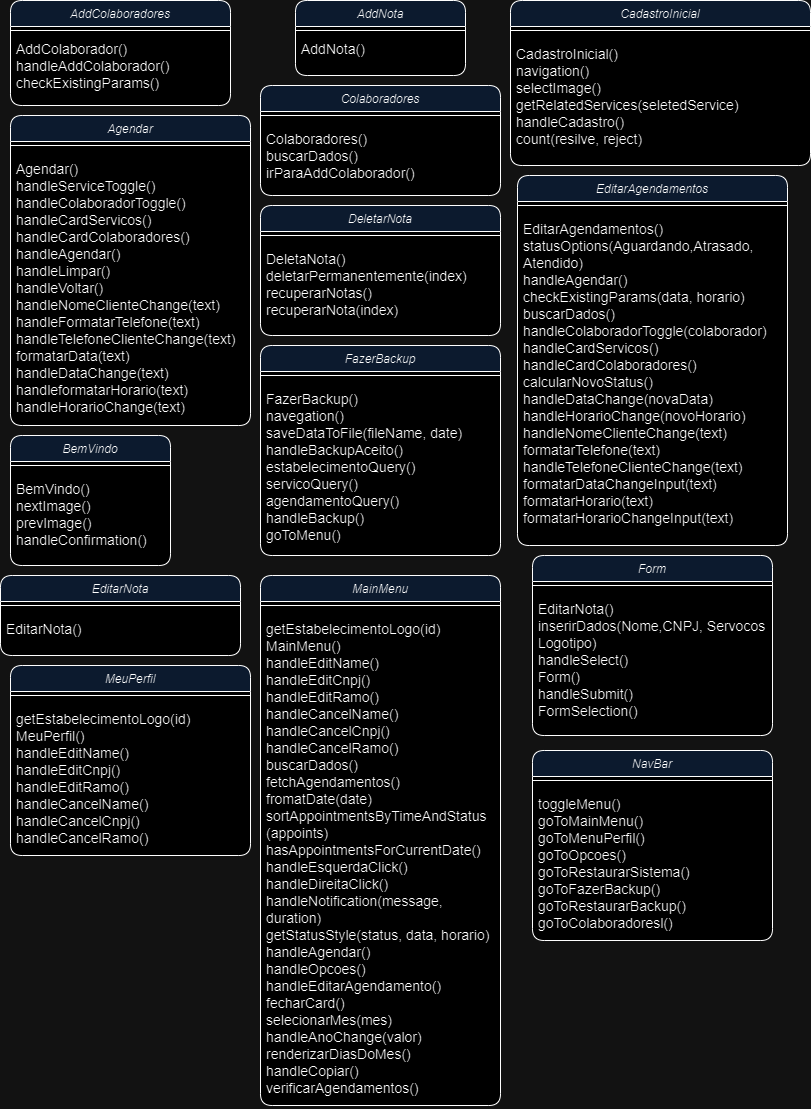 AddColaboradores
AddColaborador()
handleAddColaborador()
checkExistingParams()
AddNota
AddNota()
CadastroInicial
CadastroInicial()
navigation()
selectImage()
getRelatedServices(seletedService)
handleCadastro()
count(resilve, reject)
Agendar
Agendar()
handleServiceToggle()
handleColaboradorToggle()
handleCardServicos()
handleCardColaboradores()
handleAgendar()
handleLimpar()
handleVoltar()
handleNomeClienteChange(text)
handleFormatarTelefone(text)
handleTelefoneClienteChange(text)
formatarData(text)
handleDataChange(text)
handleformatarHorario(text)
handleHorarioChange(text)
Colaboradores
Colaboradores()
buscarDados()
irParaAddColaborador()
DeletarNota
DeletaNota()
deletarPermanentemente(index)
recuperarNotas()
recuperarNota(index)
EditarAgendamentos
EditarAgendamentos()
statusOptions(Aguardando,Atrasado,
Atendido)
handleAgendar()
checkExistingParams(data, horario)
buscarDados()
handleColaboradorToggle(colaborador)
handleCardServicos()
handleCardColaboradores()
calcularNovoStatus()
handleDataChange(novaData)
handleHorarioChange(novoHorario)
handleNomeClienteChange(text)
formatarTelefone(text)
handleTelefoneClienteChange(text)
formatarDataChangeInput(text)
formatarHorario(text)
formatarHorarioChangeInput(text)
FazerBackup
FazerBackup()
navegation()
saveDataToFile(fileName, date)
handleBackupAceito()
estabelecimentoQuery()
servicoQuery()
agendamentoQuery()
handleBackup()
goToMenu()
BemVindo
BemVindo()
nextImage()
prevImage()
handleConfirmation()
EditarNota
EditarNota()
MainMenu
getEstabelecimentoLogo(id)
MainMenu()
handleEditName()
handleEditCnpj()
handleEditRamo()
handleCancelName()
handleCancelCnpj()
handleCancelRamo()
buscarDados()
fetchAgendamentos()
fromatDate(date)
sortAppointmentsByTimeAndStatus
(appoints)
hasAppointmentsForCurrentDate()
handleEsquerdaClick()
handleDireitaClick()
handleNotification(message,
duration)
getStatusStyle(status, data, horario)
handleAgendar()
handleOpcoes()
handleEditarAgendamento()
fecharCard()
selecionarMes(mes)
handleAnoChange(valor)
renderizarDiasDoMes()
handleCopiar()
verificarAgendamentos()
Form
EditarNota()
inserirDados(Nome,CNPJ, Servocos
Logotipo)
handleSelect()
Form()
handleSubmit()
FormSelection()
MeuPerfil
getEstabelecimentoLogo(id)
MeuPerfil()
handleEditName()
handleEditCnpj()
handleEditRamo()
handleCancelName()
handleCancelCnpj()
handleCancelRamo()
NavBar
toggleMenu()
goToMainMenu()
goToMenuPerfil()
goToOpcoes()
goToRestaurarSistema()
goToFazerBackup()
goToRestaurarBackup()
goToColaboradoresl()